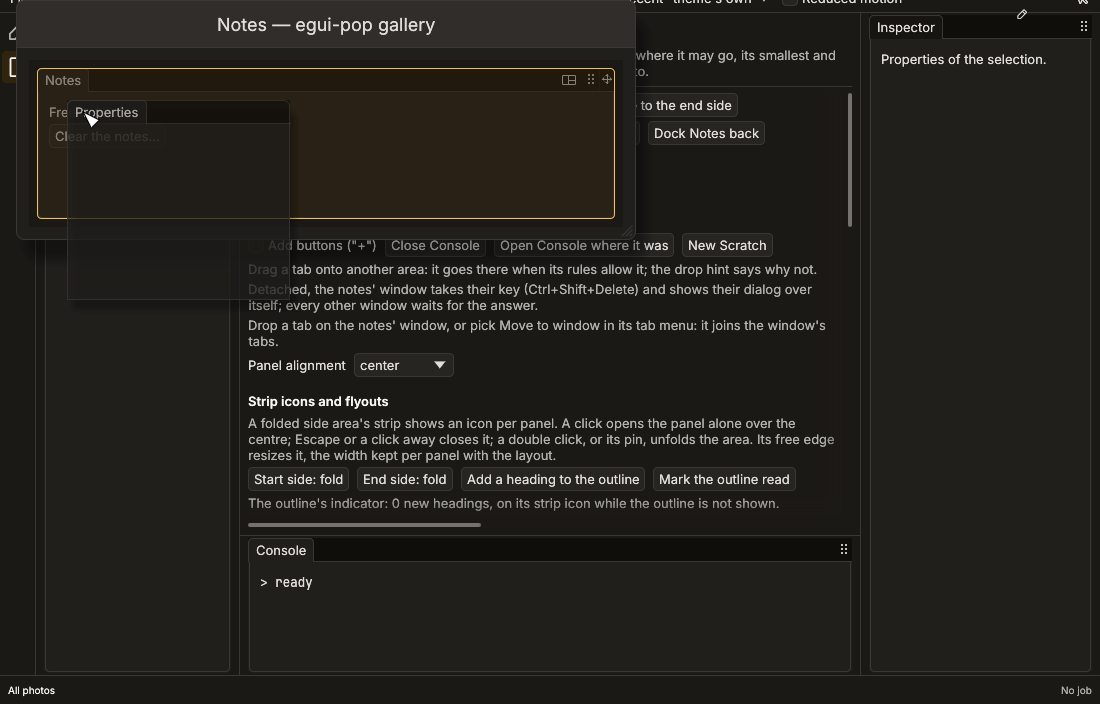 theme's own
Reduced motion
Notes — egui-pop gallery
Inspector
where it may go, its smallest and
Properties of the selection.
Notes
to the end side
Properties
Dock Notes back
Clear the notes...
Add buttons ("+")
Close Console
Open Console where it was
New Scratch
Drag a tab onto another area: it goes there when its rules allow it; the drop hint says why not.
Detached, the notes' window takes their key (Ctrl+Shift+Delete) and shows their dialog over
itself; every other window waits for the answer.
Drop a tab on the notes' window, or pick Move to window in its tab menu: it joins the window's
tabs.
Panel alignment
center
Strip icons and flyouts
A folded side area's strip shows an icon per panel. A click opens the panel alone over the
centre; Escape or a click away closes it; a double click, or its pin, unfolds the area. Its free edge
resizes it, the width kept per panel with the layout.
Start side: fold
End side: fold
Add a heading to the outline
Mark the outline read
The outline's indicator: 0 new headings, on its strip icon while the outline is not shown.
Console
> ready
All photos
No job